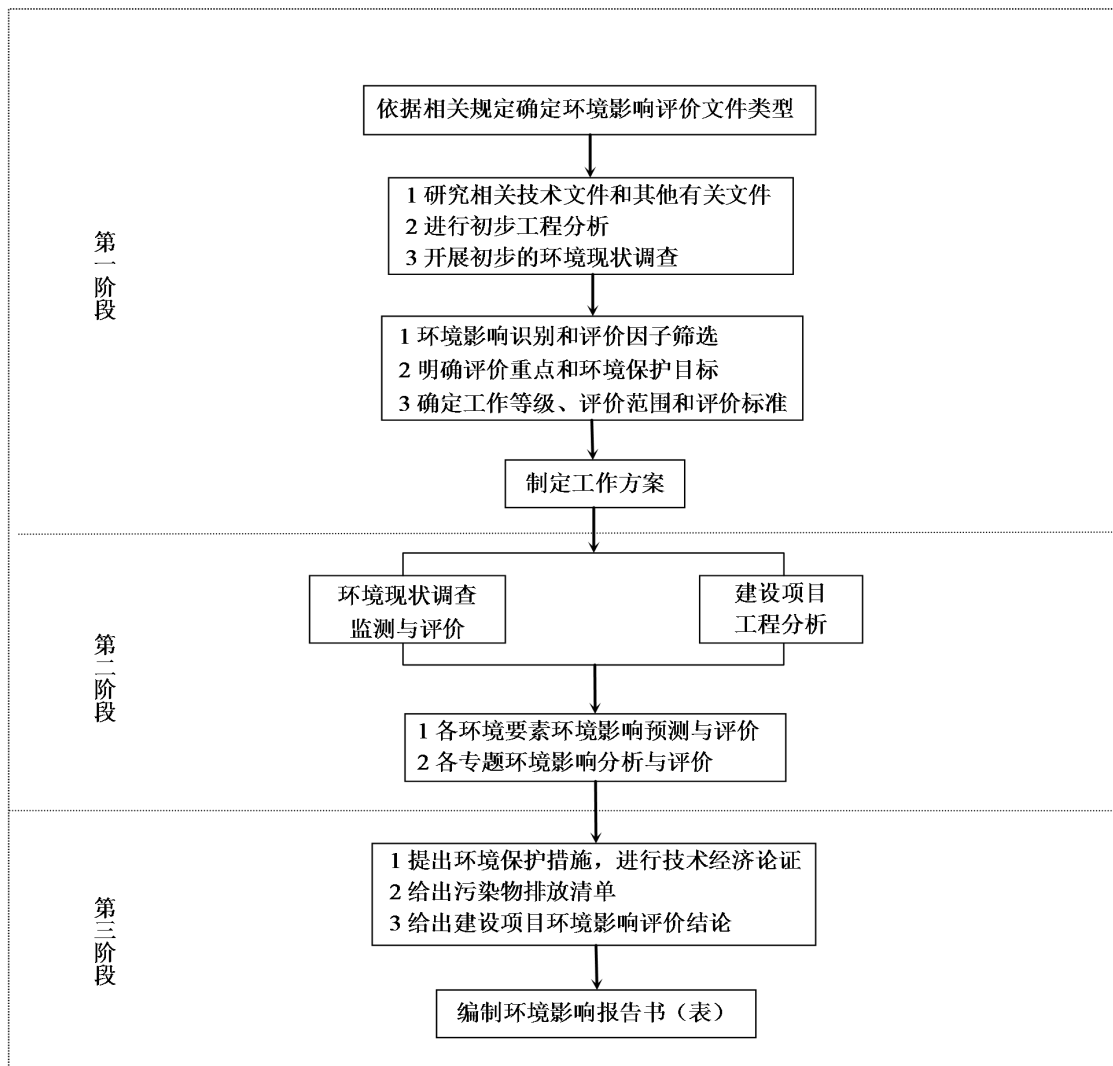 依据相关规定确定环境影响评价文件类型
1 研究相关技术文件和其他有关文件
2 进行初步工程分析
3 开展初步的环境现状调查
第一阶段
1 环境影响识别和评价因子筛选
2 明确评价重点和环境保护目标
3 确定工作等级、评价范围和评价标准
制定工作方案
环境现状调查
监测与评价
建设项目
工程分析
第二阶段
1 各环境要素环境影响预测与评价
2 各专题环境影响分析与评价
1 提出环境保护措施，进行技术经济论证
2 给出污染物排放清单
3 给出建设项目环境影响评价结论
第三阶段
编制环境影响报告书（表）